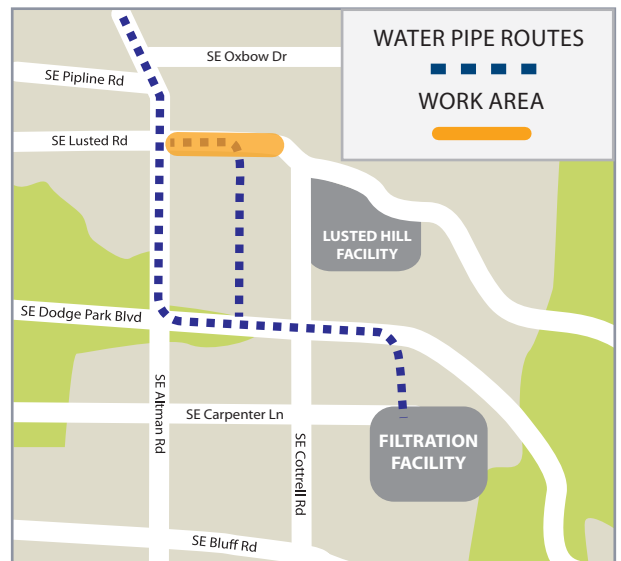 WATER PIPE ROUTES
WORK AREA
SE Oxbow Dr
SE Pipline Rd
SE Lusted Rd
LUSTED HILL
FACILITY
SE Dodge Park Blvd
SE Altman Rd
SE Carpenter Ln
SE Cottrell Rd
FILTRATION
FACILITY
SE Bluff Rd